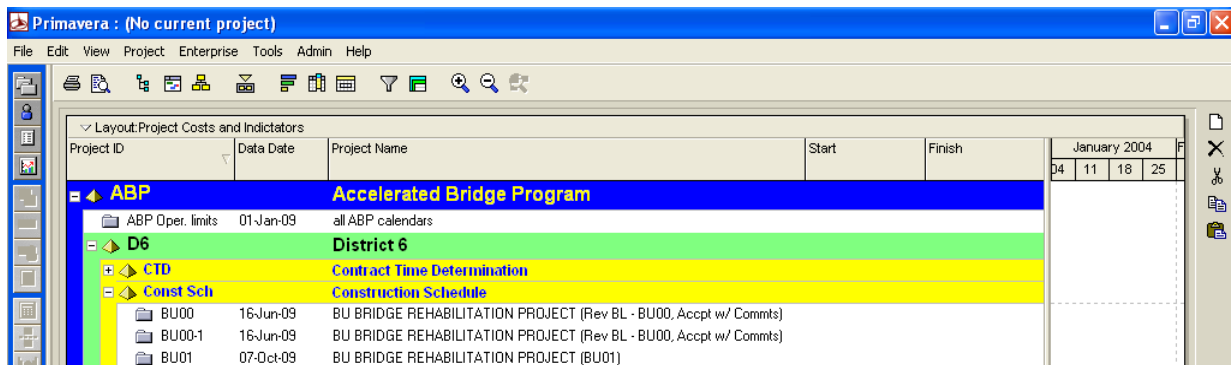 Primavera : (No current project)
File Edit View Project Enterprise Tools Admin Help
Layout:Project Costs and Indictators
Project ID Data Date Project Name Start Finish January 2004 F
04 11 18 25
ABP Accelerated Bridge Program
ABP Oper. limits 01-Jan-09 all ABP calendars
D6 District 6
CTD Contract Time Determination
Const Sch Construction Schedule
BU00 16-Jun-09 BU BRIDGE REHABILITATION PROJECT (Rev BL - BU00, Accpt w/ Commts)
BU00-1 16-Jun-09 BU BRIDGE REHABILITATION PROJECT (Rev BL - BU00, Accpt w/ Commts)
BU01 07-Oct-09 BU BRIDGE REHABILITATION PROJECT (BU01)